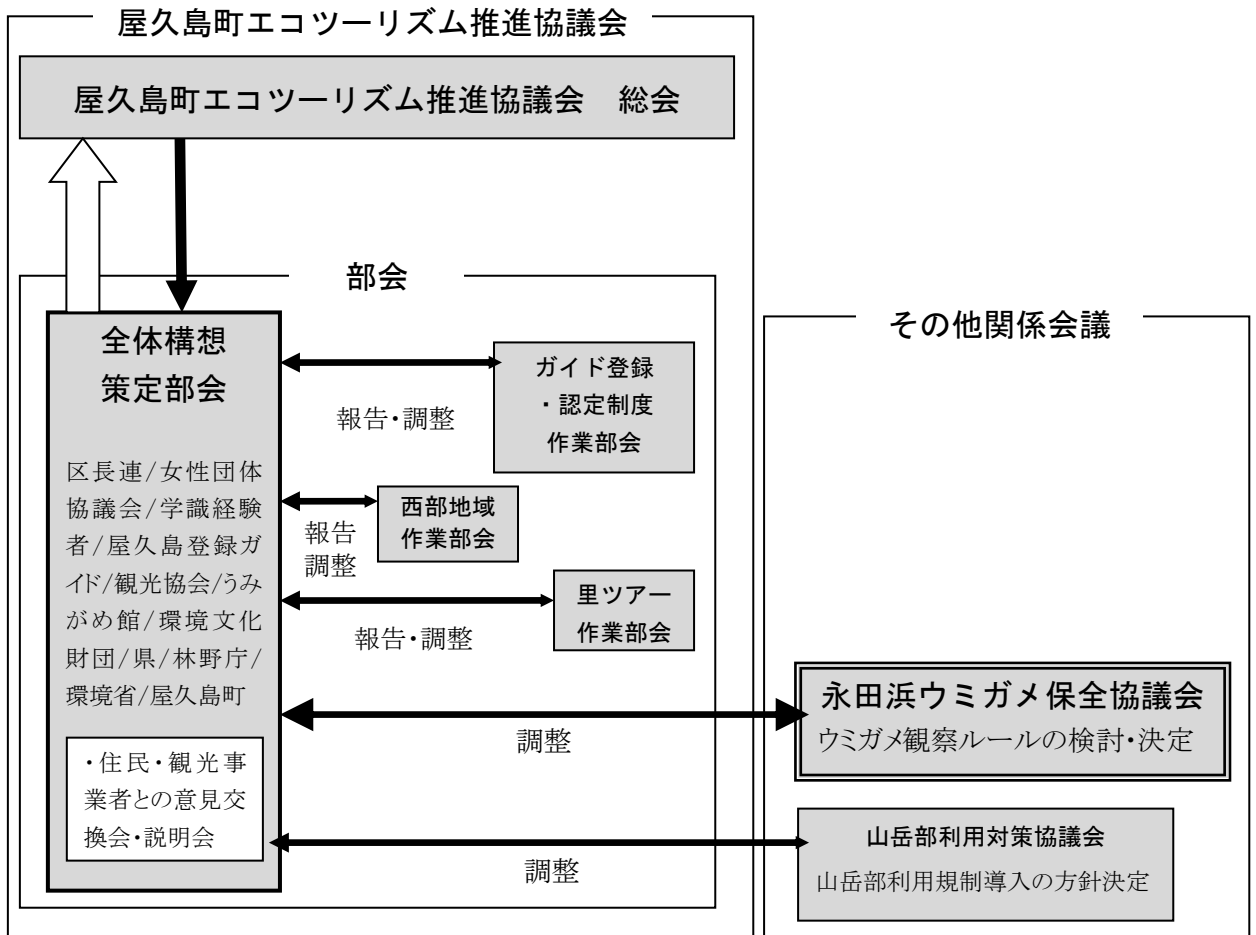 屋久島町エコツーリズム推進協議会
屋久島町エコツーリズム推進協議会　総会
部会
全体構想
策定部会
区長連/女性団体
協議会/学識経験
者/屋久島登録ガ
イド/観光協会/うみ
がめ館/環境文化
財団/県/林野庁/
環境省/屋久島町
・住民・観光事
業者との意見交
換会・説明会
報告・調整
ガイド登録
・認定制度
作業部会
報告
調整
西部地域
作業部会
報告・調整
里ツアー
作業部会
調整
調整
その他関係会議
永田浜ウミガメ保全協議会
ウミガメ観察ルールの検討・決定
山岳部利用対策協議会
山岳部利用規制導入の方針決定